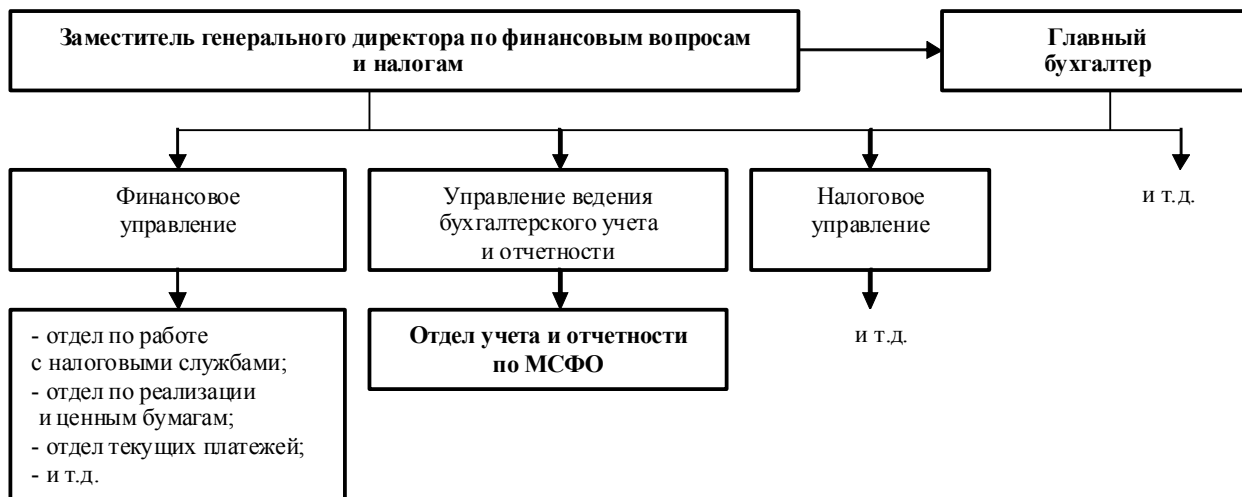 Заместитель генерального директора по финансовым вопросам
и налогам
Главный
бухгалтер
Финансовое
управление
Управление ведения
бухгалтерского учета
и отчетности
Налоговое
управление
и т.д.
- отдел по работе
с налоговыми службами;
- отдел по реализации
и ценным бумагам;
- отдел текущих платежей;
- и т.д.
Отдел учета и отчетности
по МСФО
и т.д.